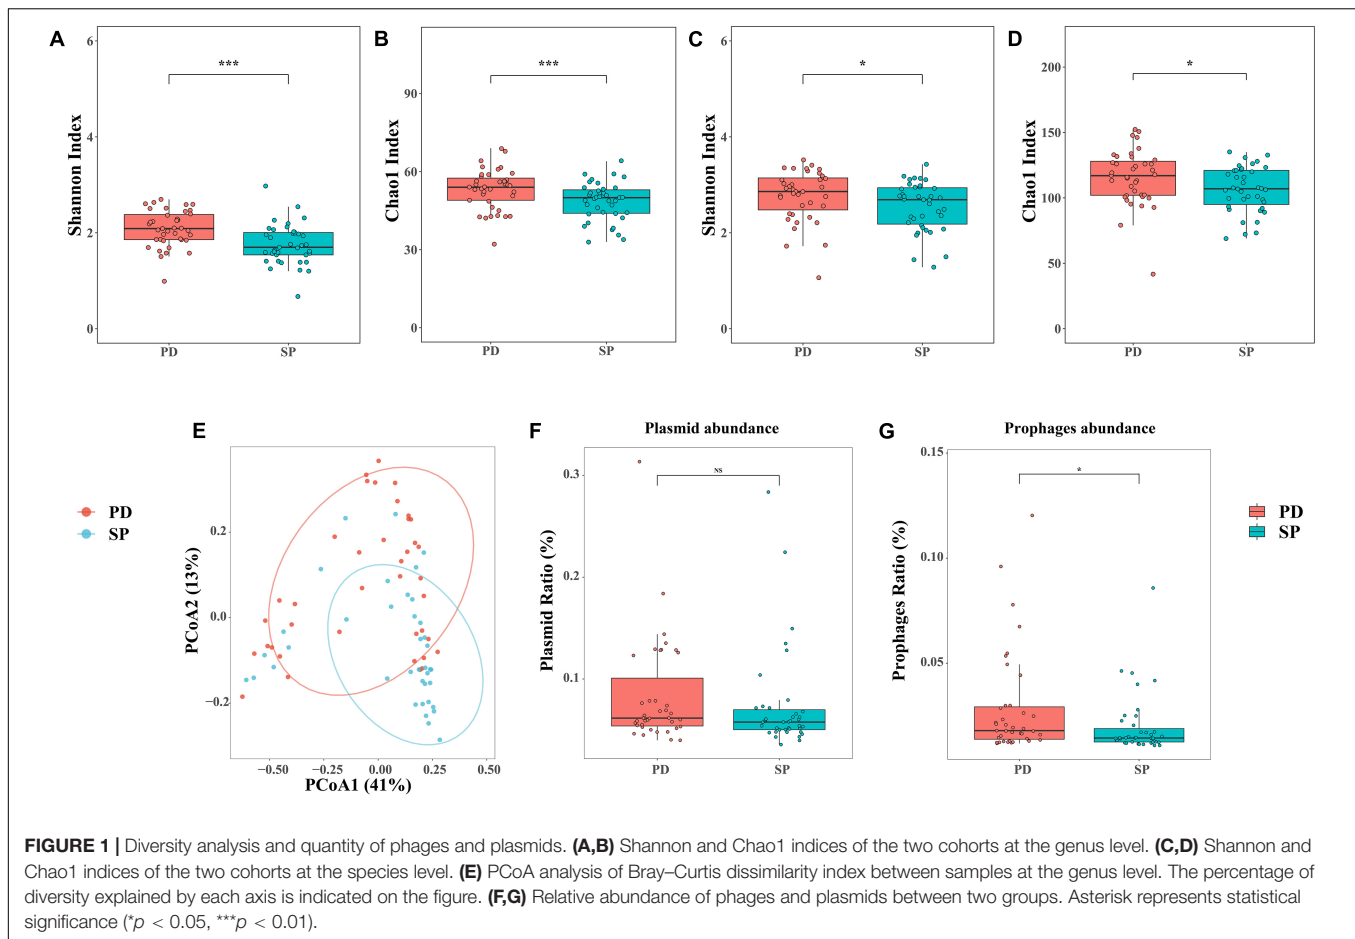 A
6
4
2
0
Shannon Index
***
PD
SP
B
90
60
30
0
Chao1 Index
***
PD
SP
C
6
4
2
0
Shannon Index
*
PD
SP
D
200
150
100
50
0
Chao1 Index
*
PD
SP
PD
SP
E
0.2
0.0
−0.2
PCoA2 (13%)
−0.50
−0.25
0.00
0.25
0.50
PCoA1 (41%)
F
Plasmid abundance
0.3
0.2
0.1
Plasmid Ratio (%)
NS
PD
SP
G
Prophages abundance
0.15
0.10
0.05
Prophages Ratio (%)
*
PD
SP
PD
SP
FIGURE 1 | Diversity analysis and quantity of phages and plasmids. (A,B) Shannon and Chao1 indices of the two cohorts at the genus level. (C,D) Shannon and
Chao1 indices of the two cohorts at the species level. (E) PCoA analysis of Bray–Curtis dissimilarity index between samples at the genus level. The percentage of
diversity explained by each axis is indicated on the figure. (F,G) Relative abundance of phages and plasmids between two groups. Asterisk represents statistical
significance (*p < 0.05, ***p < 0.01).